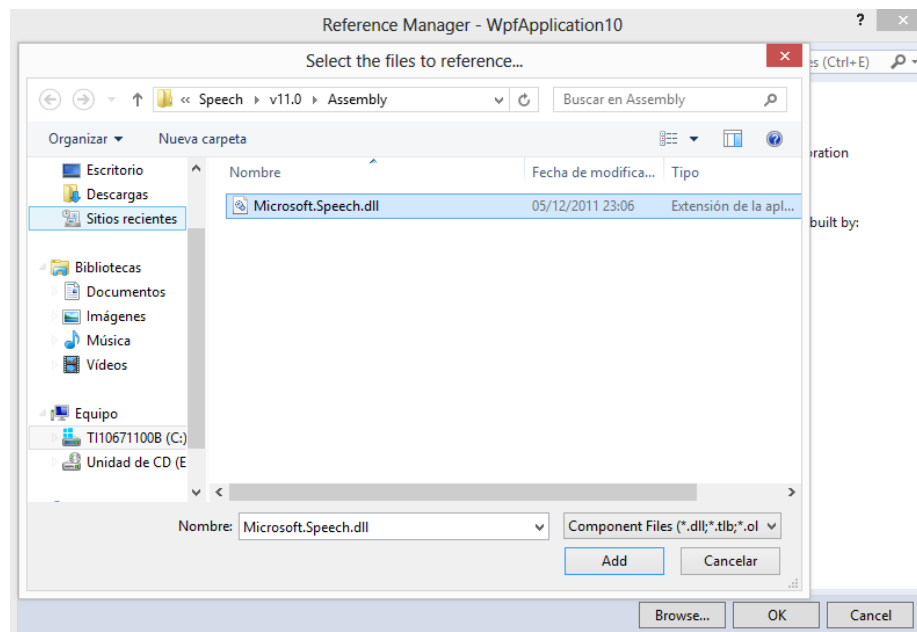 Reference Manager - WpfApplication10 ?
Select the files to reference...
es (Ctrl+E)
« Speech Assembly v11.0 Buscar en Assembly
Organizar Nueva carpeta
Escritorio
Descargas
Sitios recientes
Bibliotecas
Documentos
Imágenes
Música
Vídeos
Equipo
TI10671100B (C:)
Unidad de CD (E
Nombre Fecha de modifica... Tipo
Microsoft.Speech.dll 05/12/2011 23:06 Extensión de la apl...
oration
built by:
Nombre: Microsoft.Speech.dll Component Files (*.dll;*.tlb;*.ol
Add Cancelar
Browse... OK Cancel